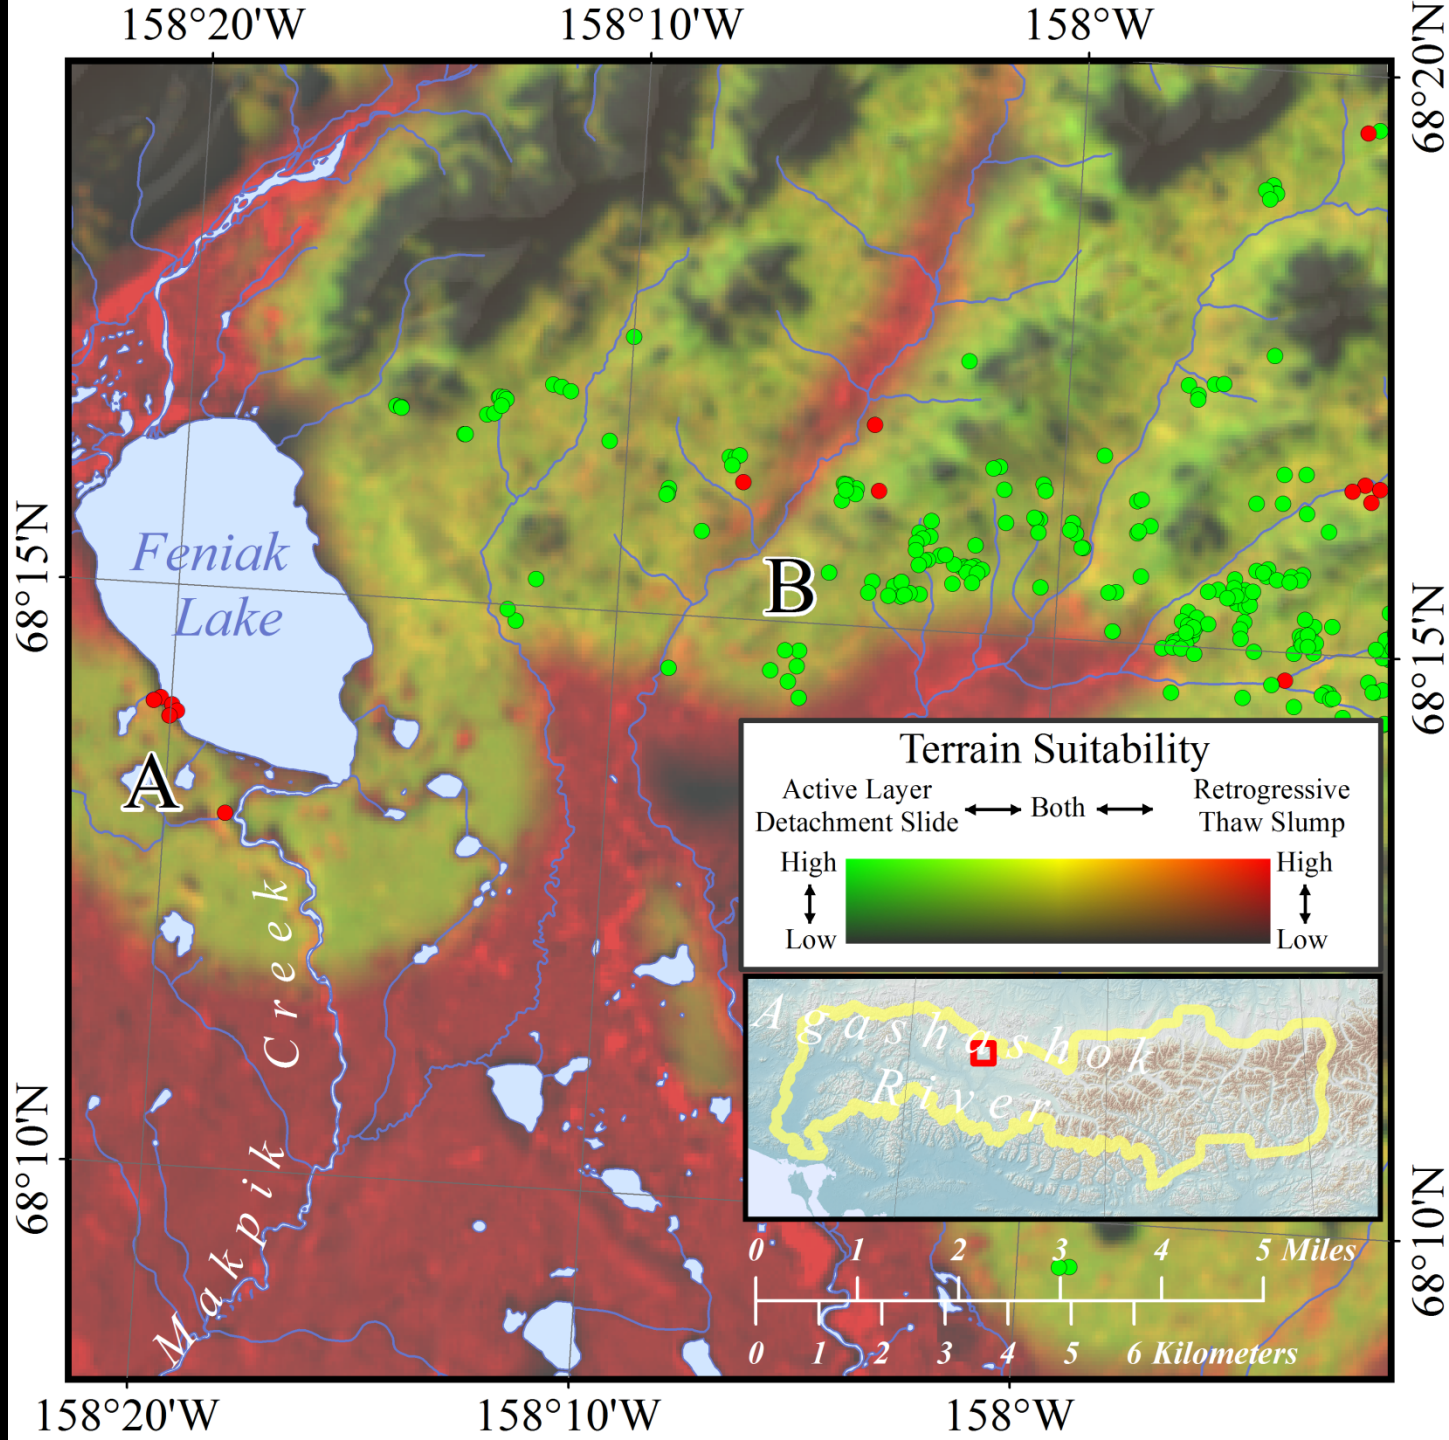 158°20'W
158°10'W
158°W
68°20'N
68°15'N
68°15'N
68°10'N
68°10'N
Feniak
Lake
A
B
Makpik Creek
Terrain Suitability
Active Layer
Detachment Slide
Both
Retrogressive
Thaw Slump
High
High
Low
Low
Agashashok
River
0 1 2 3 4 5 Miles
0 1 2 3 4 5 6 Kilometers
158°20'W
158°10'W
158°W